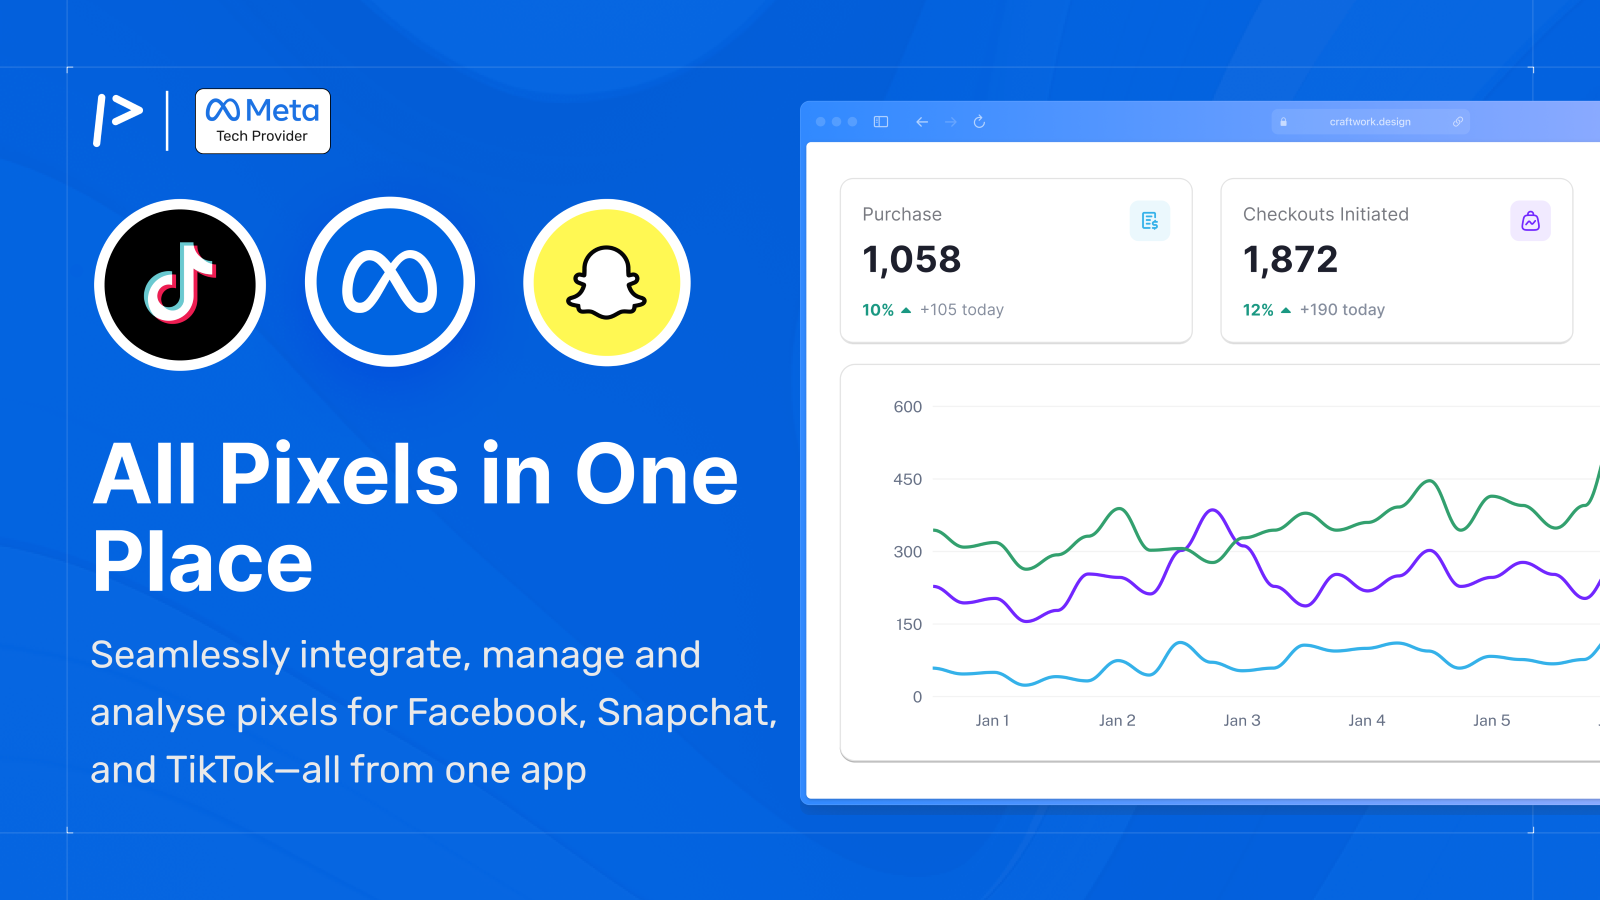 Meta
Tech Provider
All Pixels in One
Place
Seamlessly integrate, manage and
analyse pixels for Facebook, Snapchat,
and TikTok—all from one app
craftwork.design
Purchase
1,058
10% +105 today
Checkouts Initiated
1,872
12% +190 today
600
450
300
150
0
Jan 1 Jan 2 Jan 3 Jan 4 Jan 5